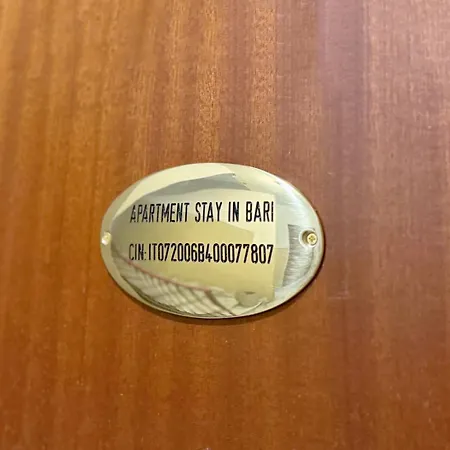 APARTMENT STAY IN BARI
CIN:IT072006B400077807